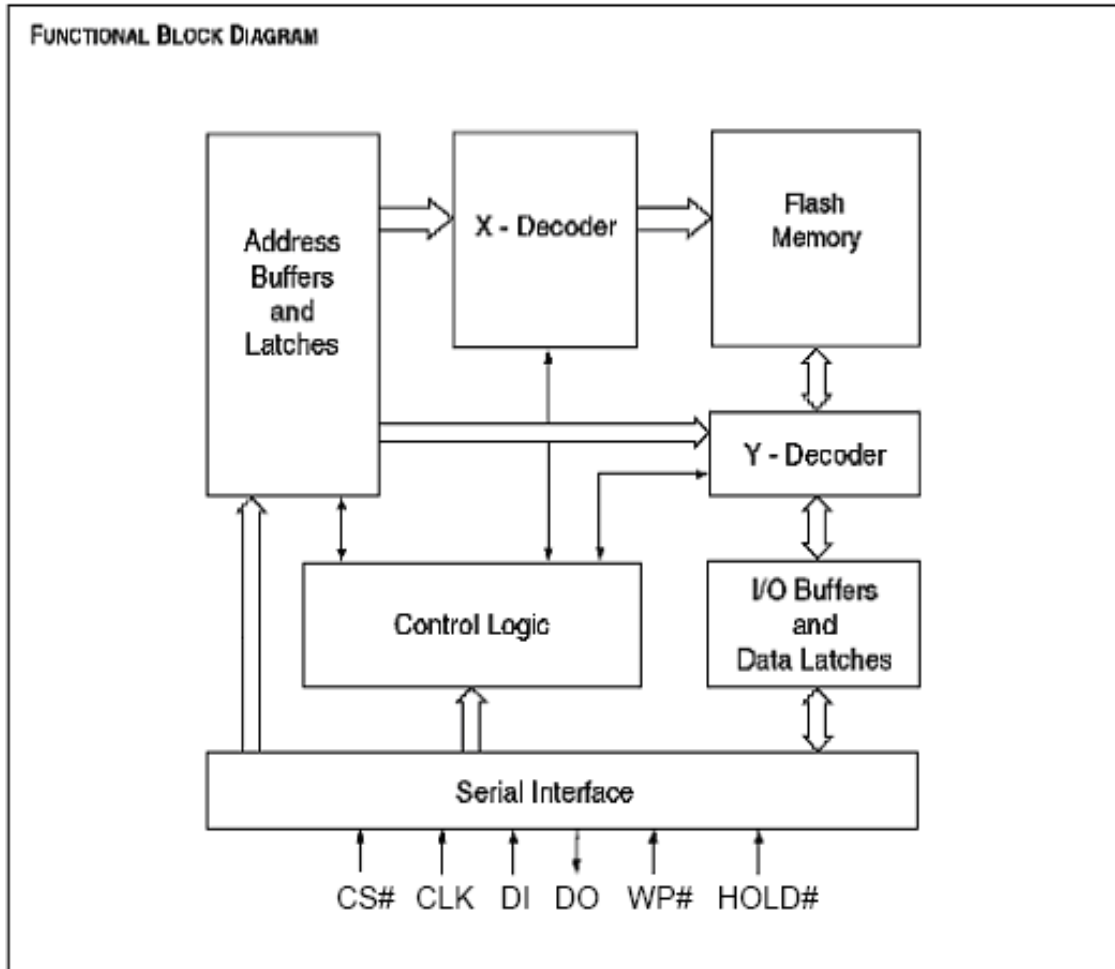 FUNCTIONAL BLOCK DIAGRAM
Address
Buffers
and
Latches
X - Decoder
Flash
Memory
Y - Decoder
Control Logic
I/O Buffers
and
Data Latches
Serial Interface
CS# CLK DI DO WP# HOLD#